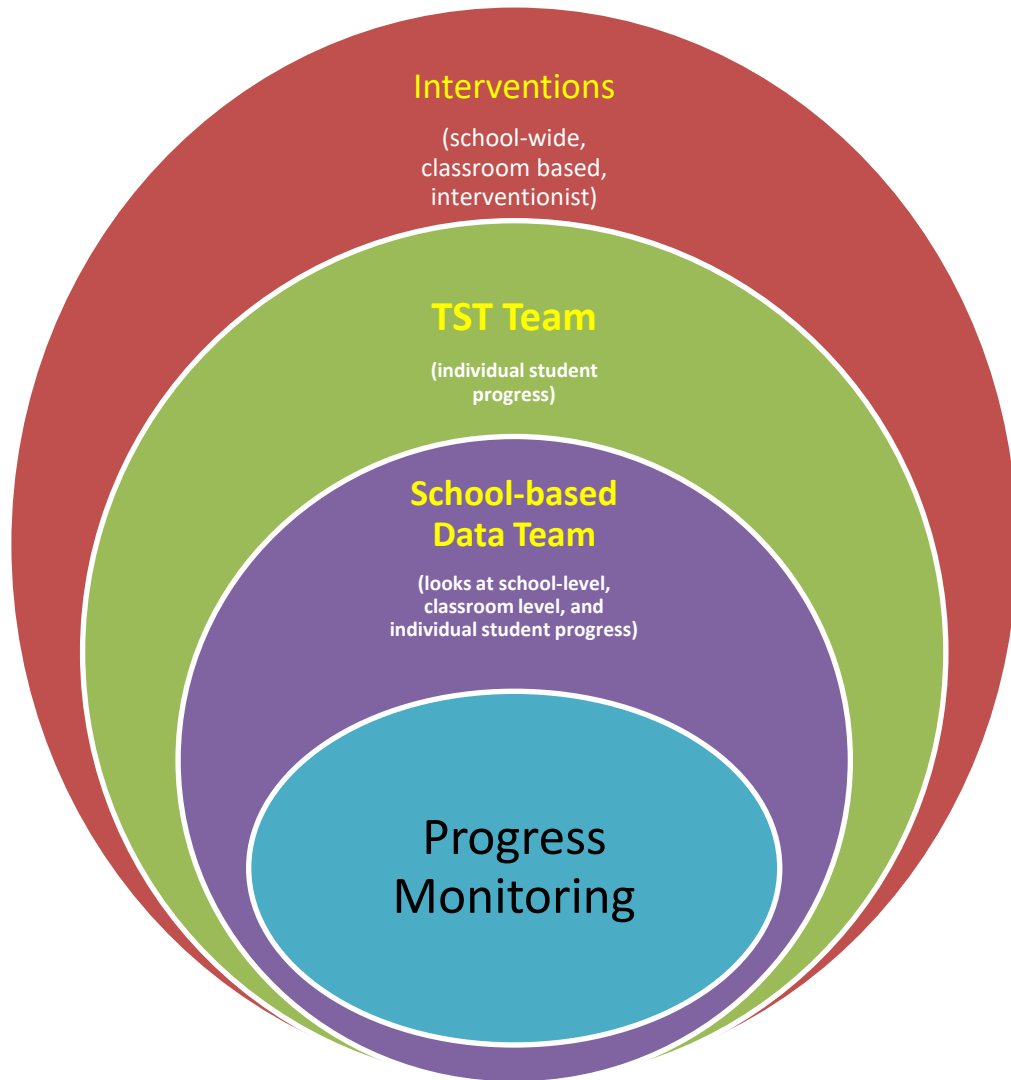 Interventions
(school-wide,
classroom based,
interventionist)
TST Team
(individual student
progress)
School-based
Data Team
(looks at school-level,
classroom level, and
individual student progress)
Progress
Monitoring